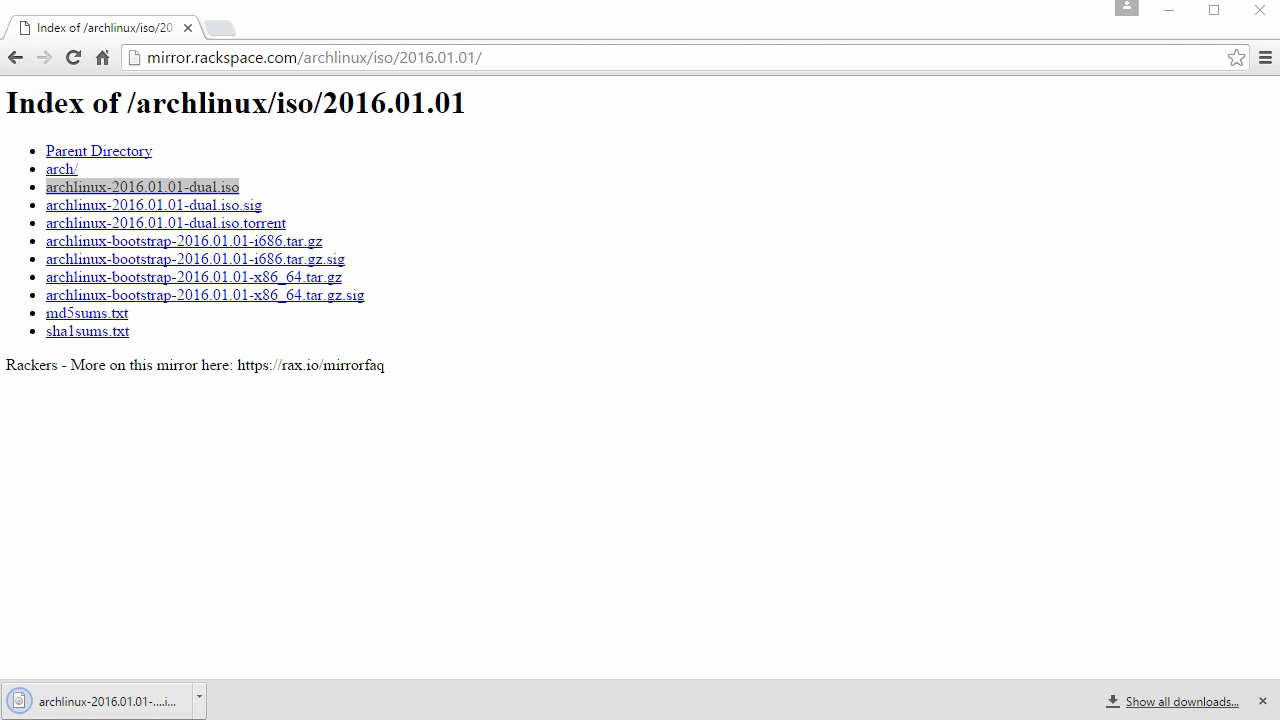 Index of /archlinux/iso/20
mirror.rackspace.com/archlinux/iso/2016.01.01/
Index of /archlinux/iso/2016.01.01
Parent Directory
arch/
archlinux-2016.01.01-dual.iso
archlinux-2016.01.01-dual.iso.sig
archlinux-2016.01.01-dual.iso.torrent
archlinux-bootstrap-2016.01.01-i686.tar.gz
archlinux-bootstrap-2016.01.01-i686.tar.gz.sig
archlinux-bootstrap-2016.01.01-x86_64.tar.gz
archlinux-bootstrap-2016.01.01-x86_64.tar.gz.sig
md5sums.txt
sha1sums.txt
Rackers - More on this mirror here: https://rax.io/mirrorfaq
archlinux-2016.01.01-....i...
Show all downloads...